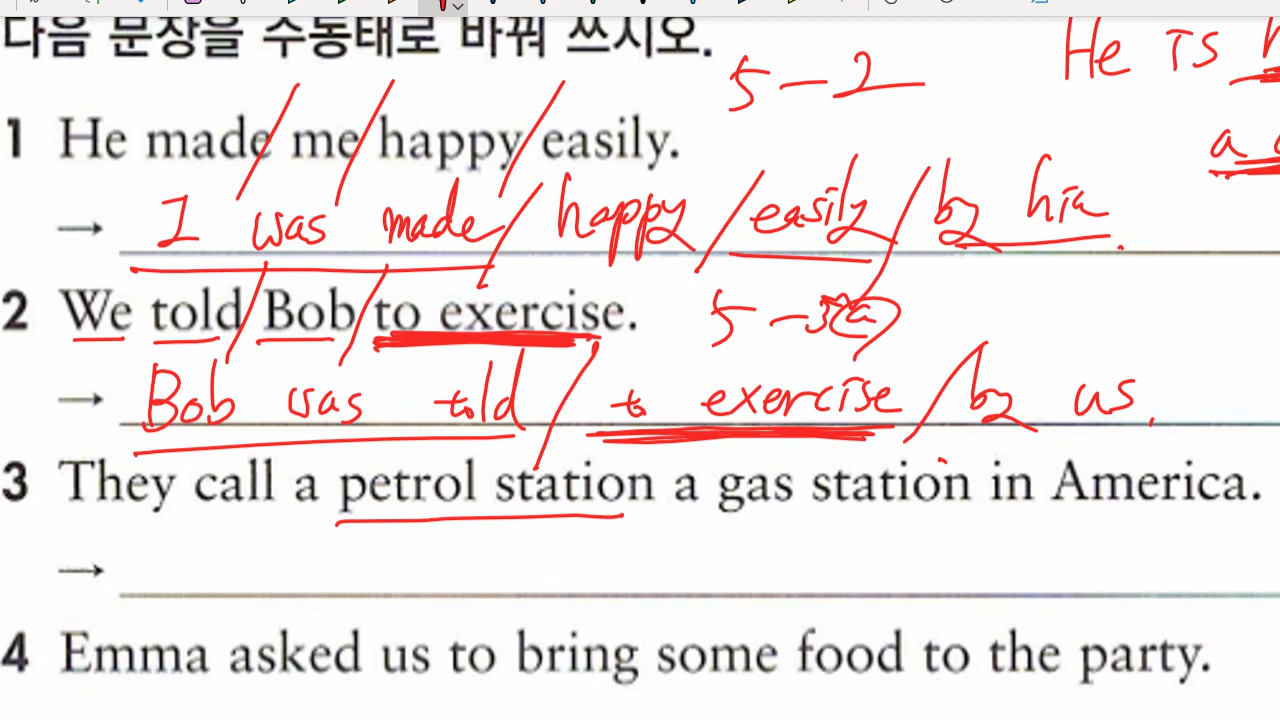 다음 문장을 수동태로 바꿔 쓰시오.
5-2
He is
a
1 He made me happy easily.
→ I was made happy easily by him.
2 We told Bob to exercise.
5-3(a)
→ Bob was told to exercise by us.
3 They call a petrol station a gas station in America.
→
4 Emma asked us to bring some food to the party.